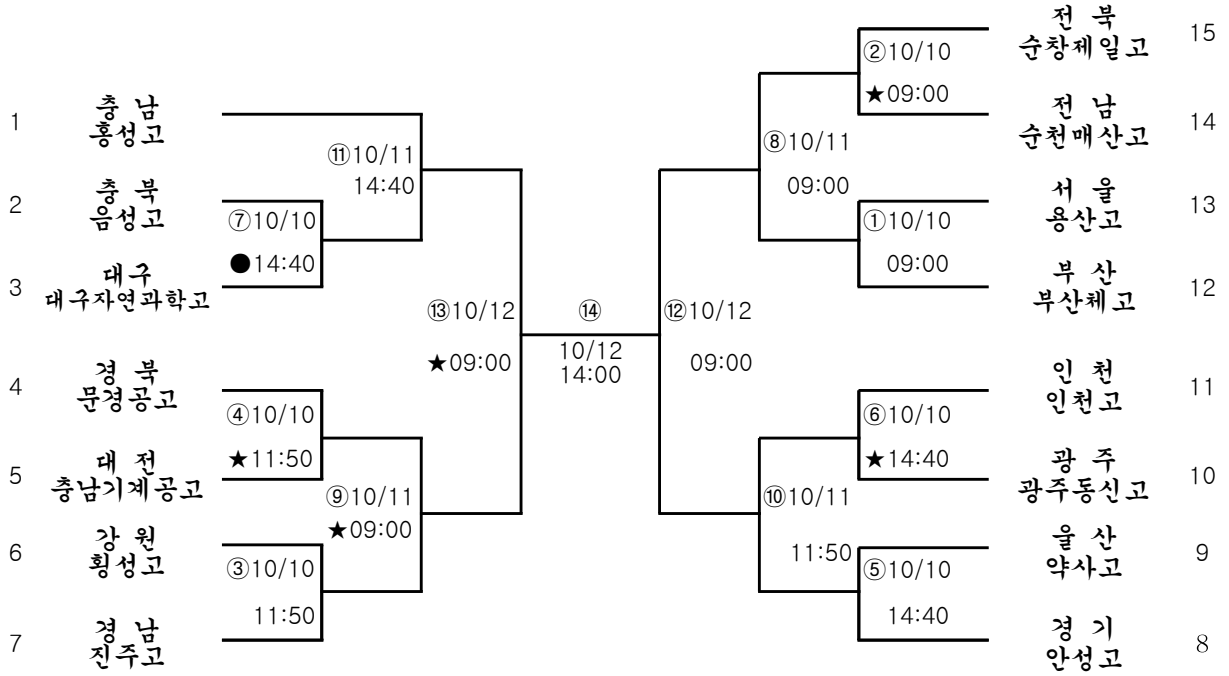 1
충 남
홍성고
2
충 북
음성고
3
대구
대구자연과학고
4
경 북
문경공고
5
대 전
충남기계공고
6
강 원
횡성고
7
경 남
진주고
⑦10/10
●14:40
④10/10
★11:50
③10/10
11:50
⑪10/11
14:40
⑨10/11
★09:00
⑬10/12
★09:00
⑭
10/12
14:00
⑫10/12
09:00
⑧10/11
09:00
⑩10/11
11:50
②10/10
★09:00
①10/10
09:00
⑥10/10
★14:40
⑤10/10
14:40
전 북
순창제일고
15
전 남
순천매산고
14
서 울
용산고
13
부 산
부산체고
12
인 천
인천고
11
광 주
광주동신고
10
울 산
약사고
9
경 기
안성고
8